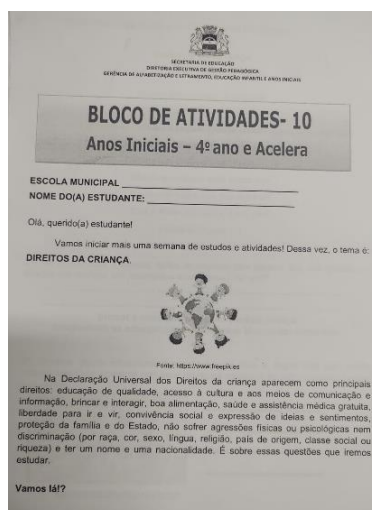 SECRETARIA DE EDUCAÇÃO
DIRETORIA EXECUTIVA DE GESTÃO PEDAGÓGICA
GERÊNCIA DE ALFABETIZAÇÃO E LETRAMENTO, EDUCAÇÃO INFANTIL E ANOS INICIAIS
BLOCO DE ATIVIDADES- 10
Anos Iniciais – 4º ano e Acelera
ESCOLA MUNICIPAL
NOME DO(A) ESTUDANTE:
Olá, querido(a) estudante!
Vamos iniciar mais uma semana de estudos e atividades! Dessa vez, o tema é:
DIREITOS DA CRIANÇA.
Fonte: https://www.freepik.es
Na Declaração Universal dos Direitos da criança aparecem como principais
direitos: educação de qualidade, acesso à cultura e aos meios de comunicação e
informação, brincar e interagir, boa alimentação, saúde e assistência médica gratuita,
liberdade para ir e vir, convivência social e expressão de ideias e sentimentos,
proteção da família e do Estado, não sofrer agressões físicas ou psicológicas nem
discriminação (por raça, cor, sexo, língua, religião, país de origem, classe social ou
riqueza) e ter um nome e uma nacionalidade. É sobre essas questões que iremos
estudar.
Vamos lá!?